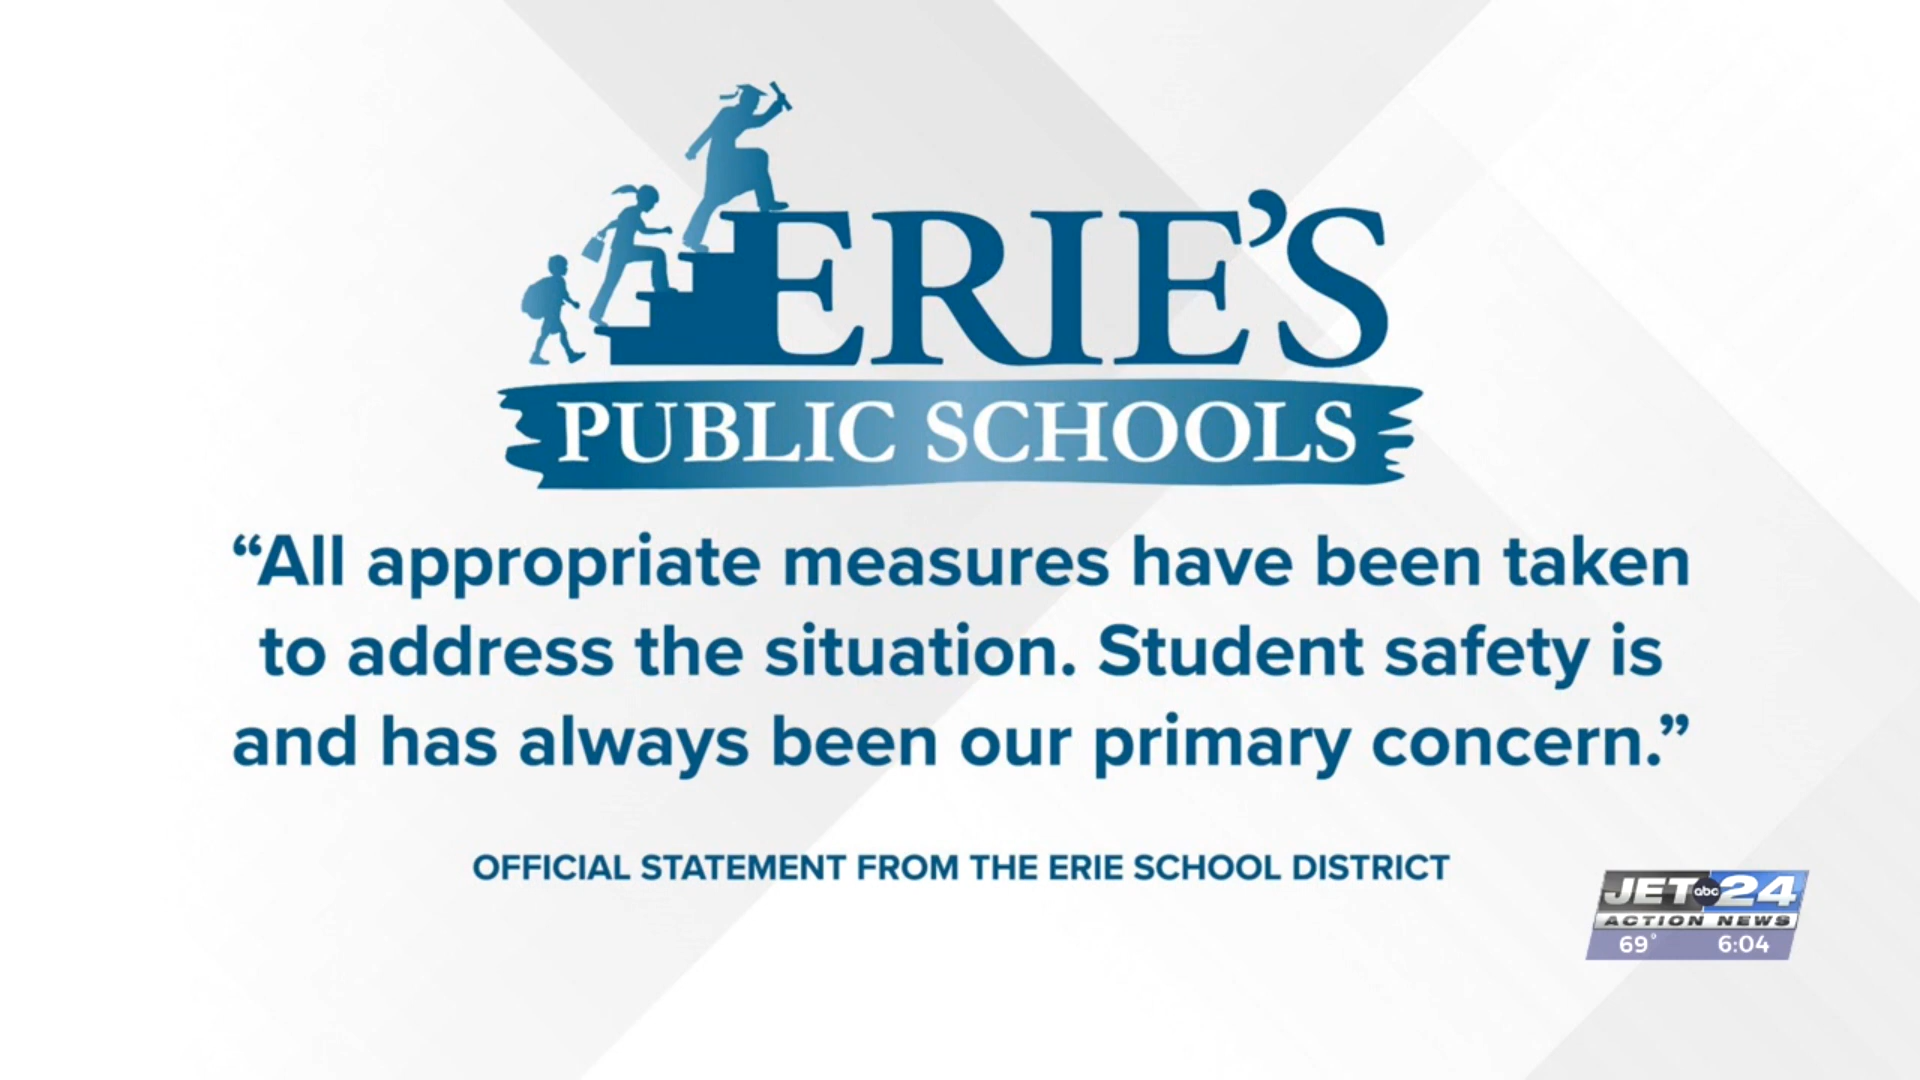 ERIE'S
PUBLIC SCHOOLS
“All appropriate measures have been taken
to address the situation. Student safety is
and has always been our primary concern.”
OFFICIAL STATEMENT FROM THE ERIE SCHOOL DISTRICT
JET abc 24
ACTION NEWS
69° 6:04